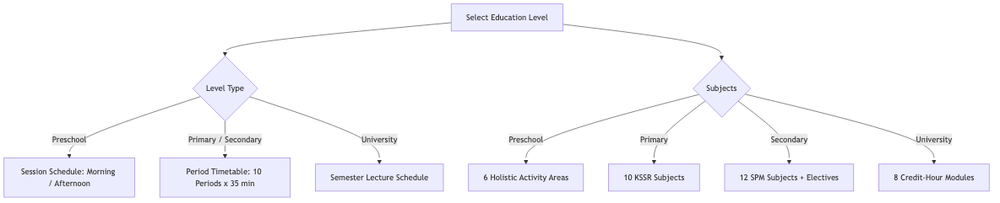 Select Education Level
Level Type
Subjects
Preschool
Primary / Secondary
University
Preschool
Primary
Secondary
University
Session Schedule: Morning
/ Afternoon
Period Timetable: 10
Periods x 35 min
Semester Lecture Schedule
6 Holistic Activity Areas
10 KSSR Subjects
12 SPM Subjects + Electives
8 Credit-Hour Modules